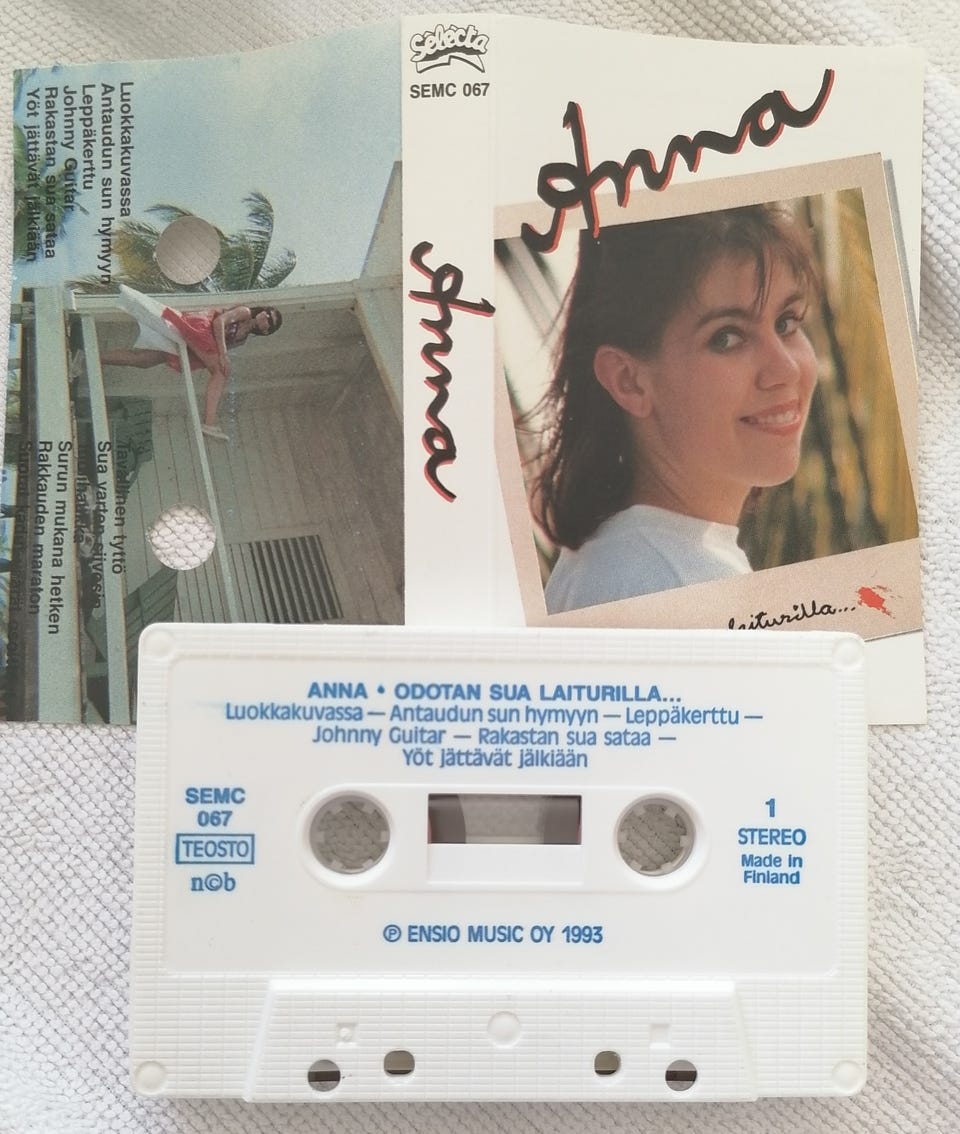 Luokkakuvassa
Antaudun sun hymyyn
Leppäkerttu
Johnny Guitar
Rakastan sua sataa
Yöt jättävät jälkiään
Tavallinen tyttö
Sua varten
Surun mukana hetken
Rakkauden maraton
Selecta
SEMC 067
Anna
Anna
laiturilla...
ANNA • ODOTAN SUA LAITURILLA...
Luokkakuvassa — Antaudun sun hymyyn — Leppäkerttu —
Johnny Guitar — Rakastan sua sataa —
Yöt jättävät jälkiään
SEMC
067
TEOSTO
n©b
1
STEREO
Made in
Finland
℗ ENSIO MUSIC OY 1993